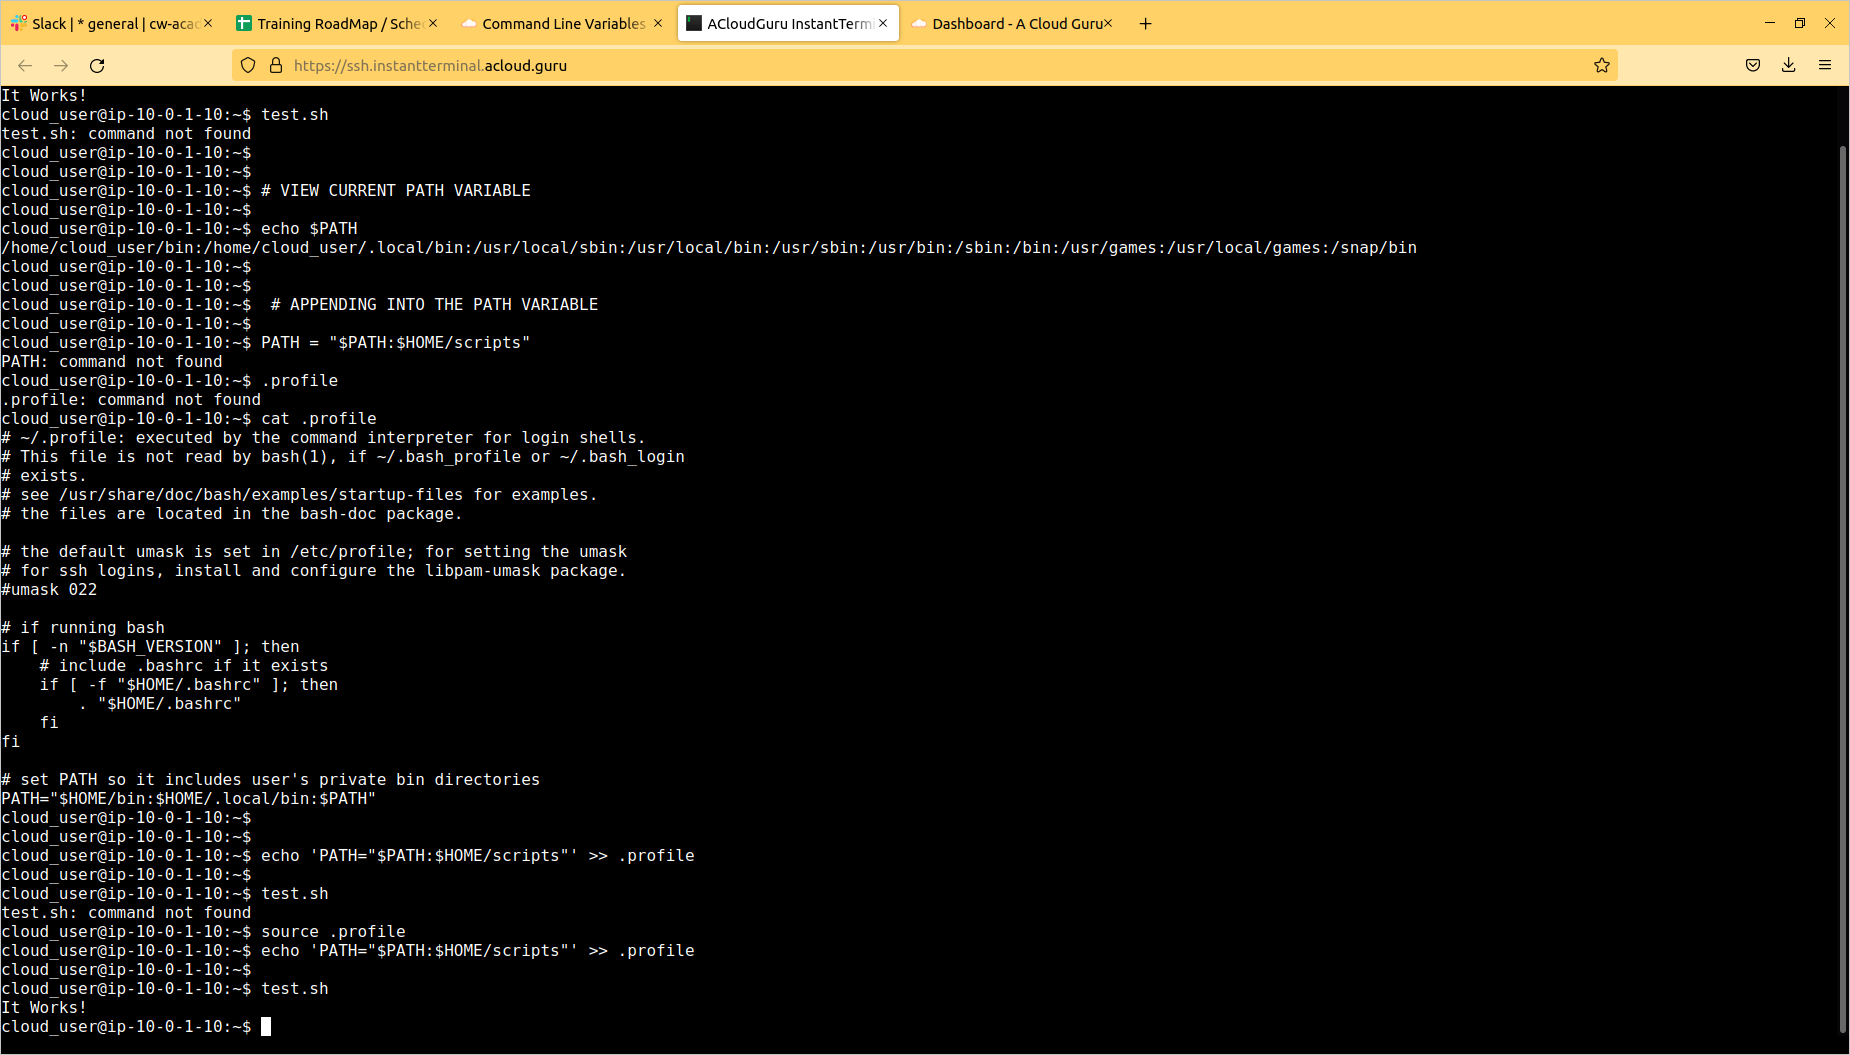 Slack | * general | cw-aca
Training RoadMap / Sche
Command Line Variables
ACloudGuru InstantTerm
Dashboard - A Cloud Guru
https://ssh.instantterminal.acloud.guru
It Works!
cloud_user@ip-10-0-1-10:~$ test.sh
test.sh: command not found
cloud_user@ip-10-0-1-10:~$
cloud_user@ip-10-0-1-10:~$
cloud_user@ip-10-0-1-10:~$ # VIEW CURRENT PATH VARIABLE
cloud_user@ip-10-0-1-10:~$
cloud_user@ip-10-0-1-10:~$ echo $PATH
/home/cloud_user/bin:/home/cloud_user/.local/bin:/usr/local/sbin:/usr/local/bin:/usr/sbin:/usr/bin:/sbin:/bin:/usr/games:/usr/local/games:/snap/bin
cloud_user@ip-10-0-1-10:~$
cloud_user@ip-10-0-1-10:~$
cloud_user@ip-10-0-1-10:~$  # APPENDING INTO THE PATH VARIABLE
cloud_user@ip-10-0-1-10:~$
cloud_user@ip-10-0-1-10:~$ PATH = "$PATH:$HOME/scripts"
PATH: command not found
cloud_user@ip-10-0-1-10:~$ .profile
.profile: command not found
cloud_user@ip-10-0-1-10:~$ cat .profile
# ~/.profile: executed by the command interpreter for login shells.
# This file is not read by bash(1), if ~/.bash_profile or ~/.bash_login
# exists.
# see /usr/share/doc/bash/examples/startup-files for examples.
# the files are located in the bash-doc package.

# the default umask is set in /etc/profile; for setting the umask
# for ssh logins, install and configure the libpam-umask package.
#umask 022

# if running bash
if [ -n "$BASH_VERSION" ]; then
    # include .bashrc if it exists
    if [ -f "$HOME/.bashrc" ]; then
        . "$HOME/.bashrc"
    fi
fi

# set PATH so it includes user's private bin directories
PATH="$HOME/bin:$HOME/.local/bin:$PATH"
cloud_user@ip-10-0-1-10:~$
cloud_user@ip-10-0-1-10:~$
cloud_user@ip-10-0-1-10:~$ echo 'PATH="$PATH:$HOME/scripts"' >> .profile
cloud_user@ip-10-0-1-10:~$
cloud_user@ip-10-0-1-10:~$ test.sh
test.sh: command not found
cloud_user@ip-10-0-1-10:~$ source .profile
cloud_user@ip-10-0-1-10:~$ echo 'PATH="$PATH:$HOME/scripts"' >> .profile
cloud_user@ip-10-0-1-10:~$
cloud_user@ip-10-0-1-10:~$ test.sh
It Works!
cloud_user@ip-10-0-1-10:~$